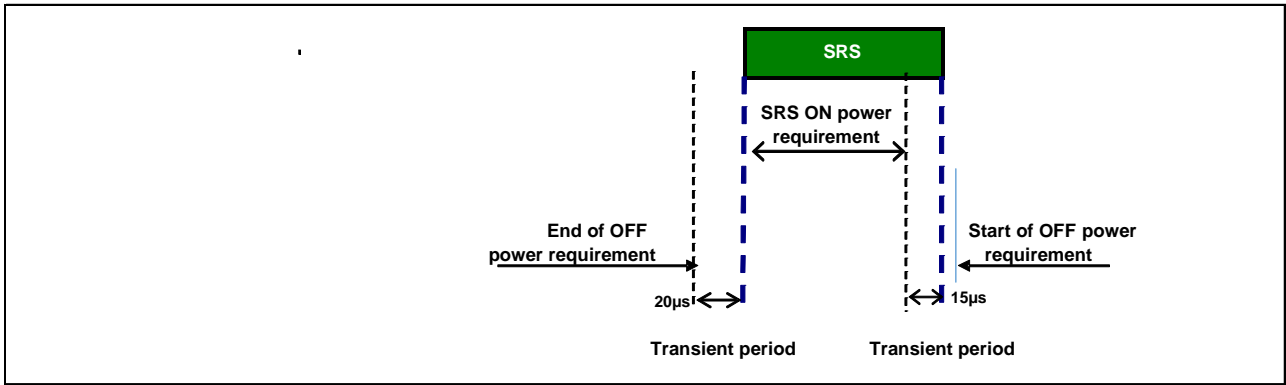 SRS
SRS ON power
requirement
End of OFF
power requirement
Start of OFF power
requirement
20µs
15µs
Transient period
Transient period